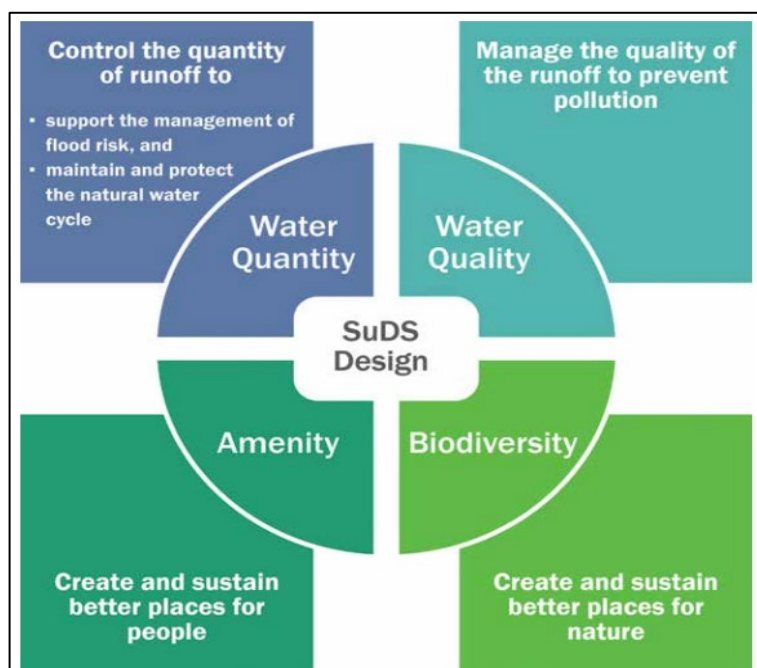 Control the quantity
of runoff to
• support the management of
flood risk, and
• maintain and protect
the natural water
cycle
Manage the quality of
the runoff to prevent
pollution
Water
Quantity
Water
Quality
SuDS
Design
Amenity
Biodiversity
Create and sustain
better places for
people
Create and sustain
better places for
nature